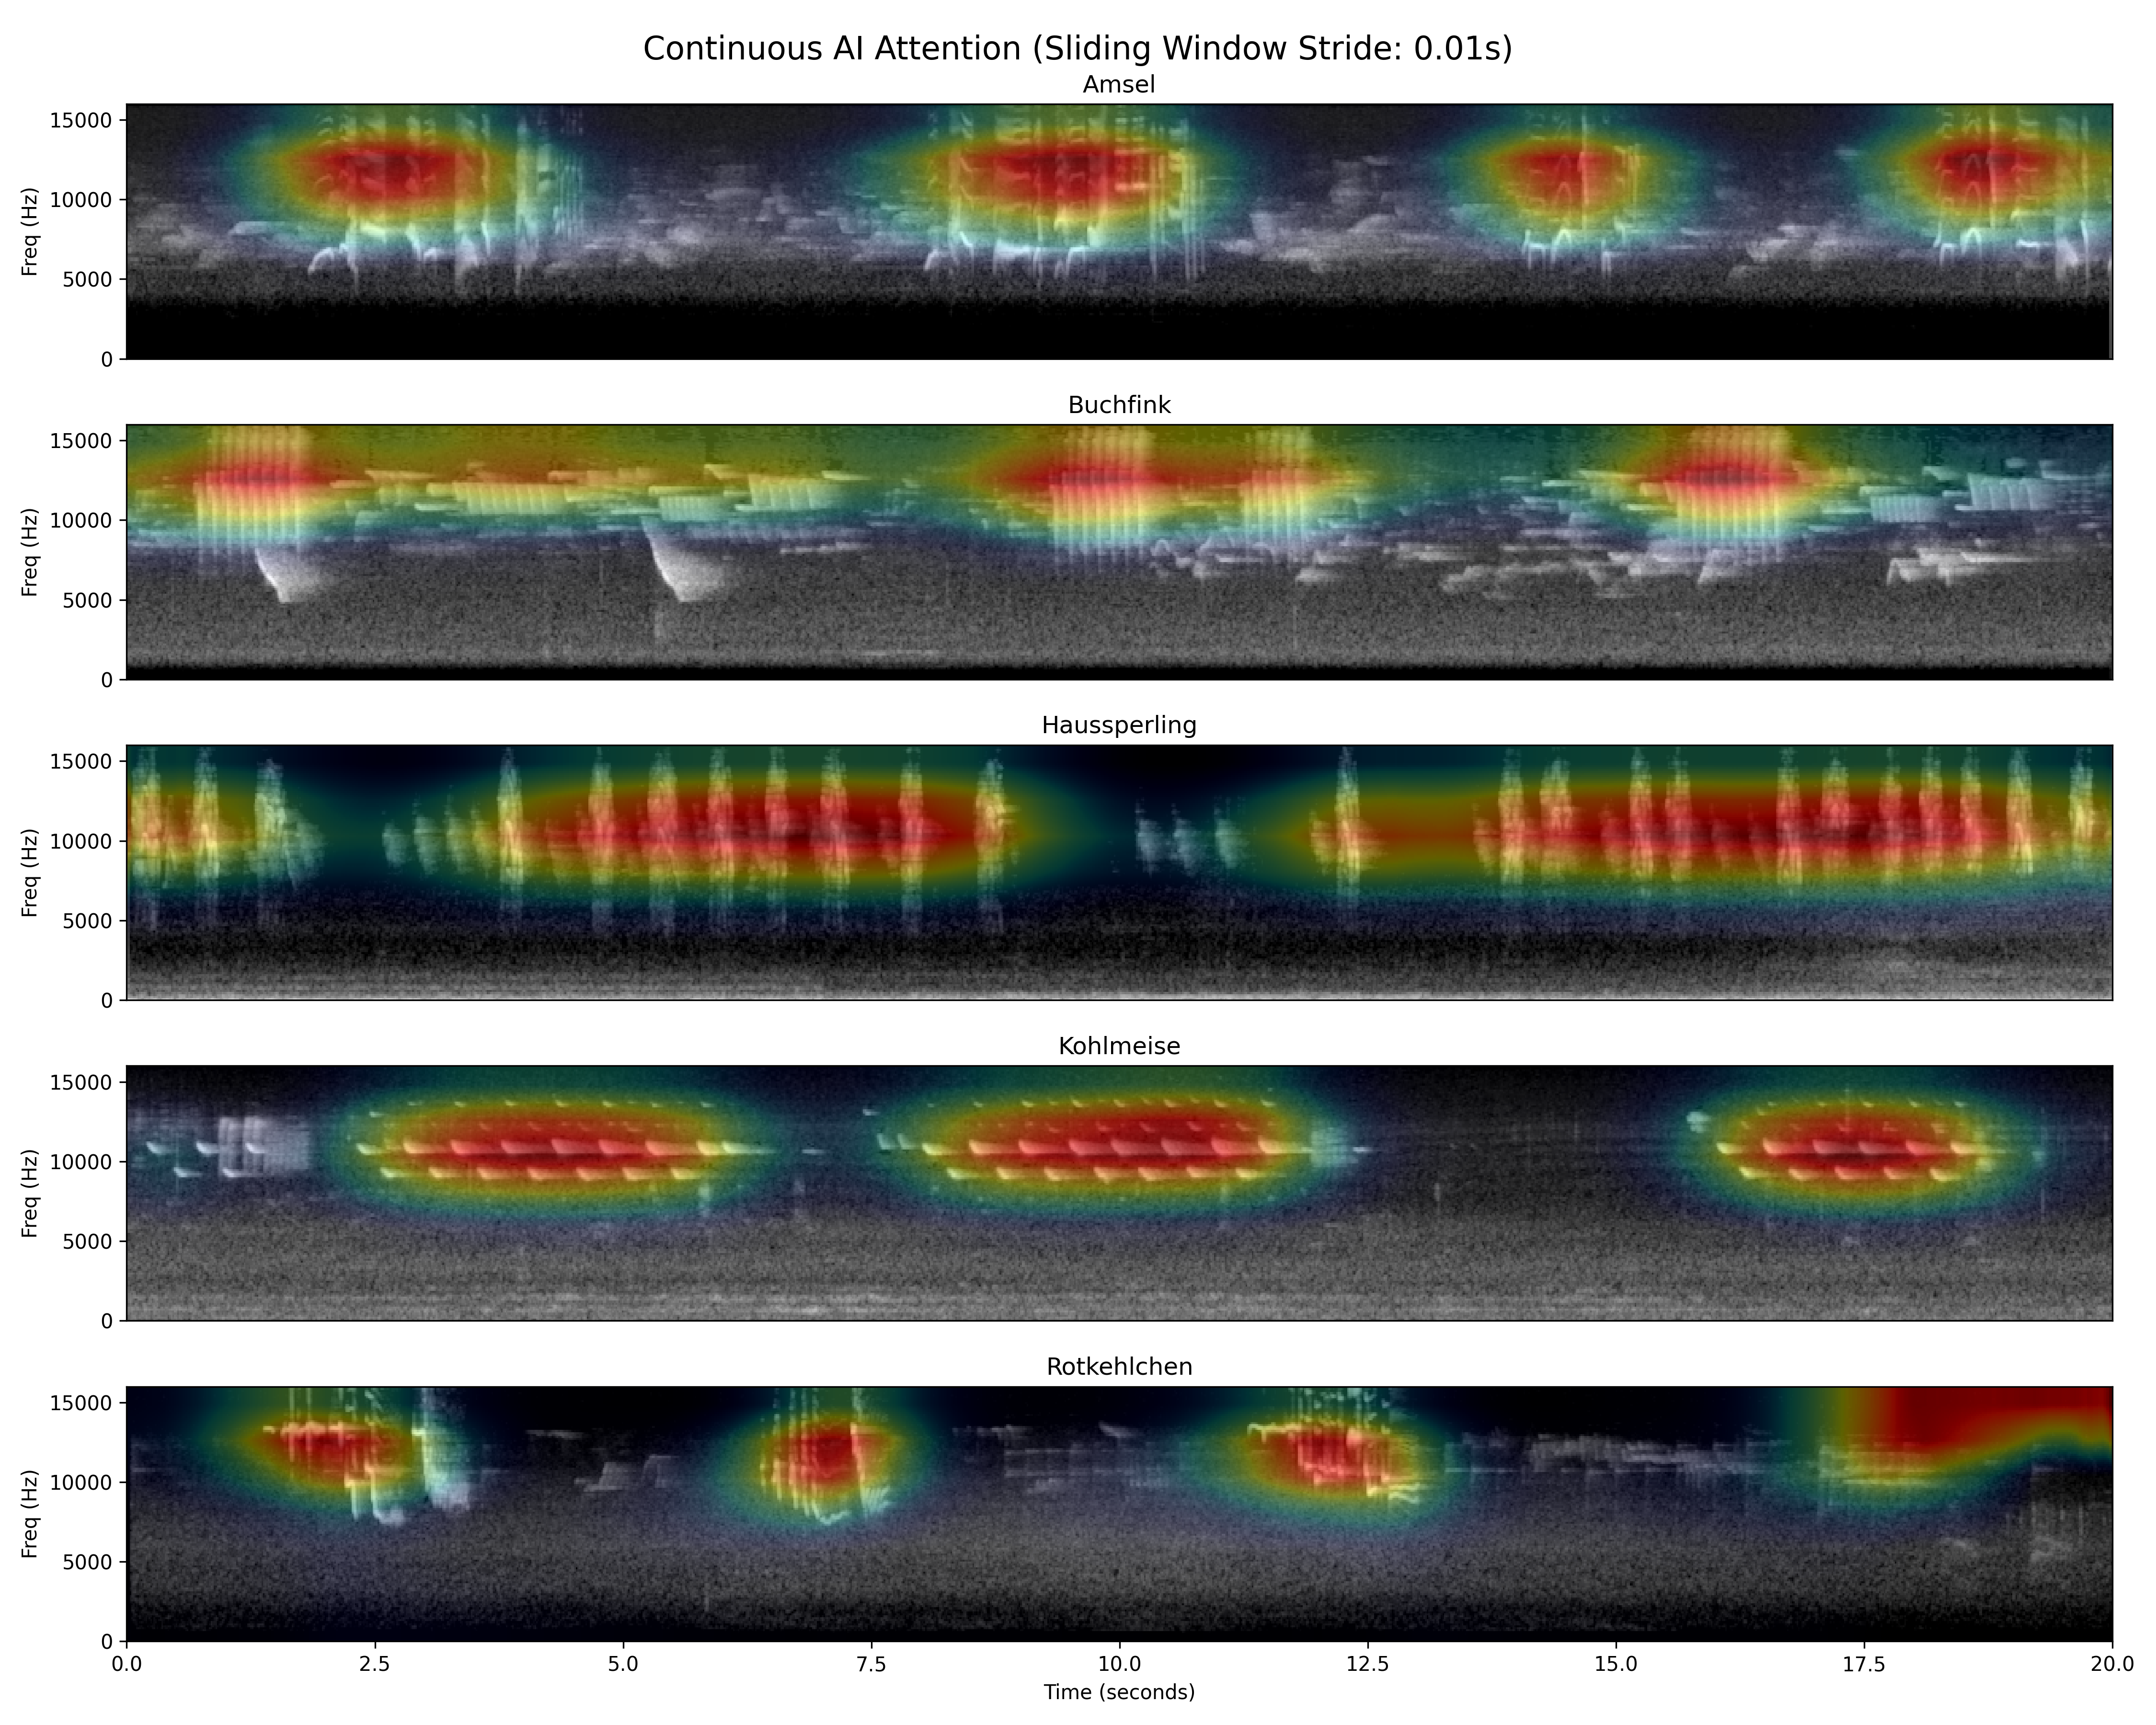 Continuous AI Attention (Sliding Window Stride: 0.01s)
Amsel
15000
10000
5000
0
Freq (Hz)
Buchfink
15000
10000
5000
0
Freq (Hz)
Haussperling
15000
10000
5000
0
Freq (Hz)
Kohlmeise
15000
10000
5000
0
Freq (Hz)
Rotkehlchen
15000
10000
5000
0
Freq (Hz)
0.0 2.5 5.0 7.5 10.0 12.5 15.0 17.5 20.0
Time (seconds)